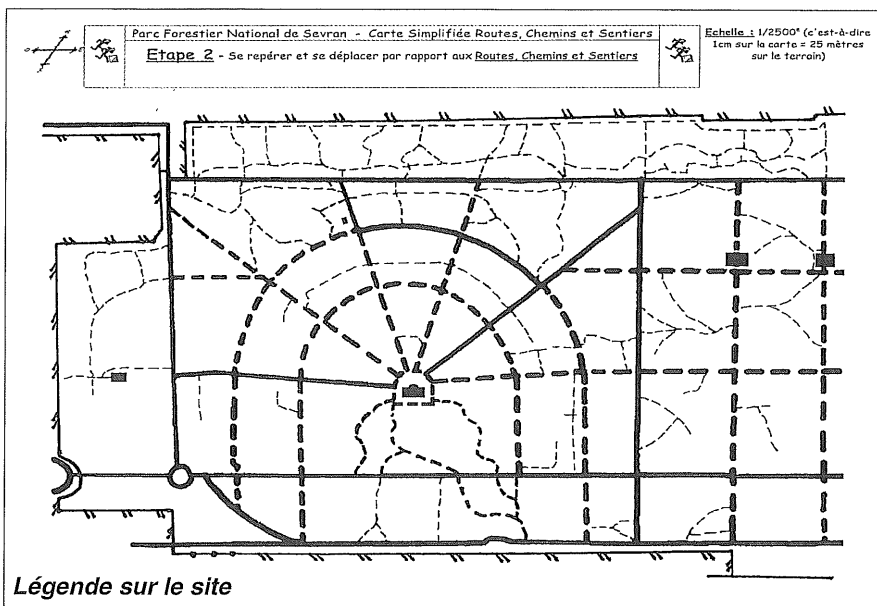 Parc Forestier National de Sevran - Carte Simplifiée Routes, Chemins et Sentiers
Etape 2 - Se repérer et se déplacer par rapport aux Routes, Chemins et Sentiers
Echelle : 1/2500° (c'est-à-dire
1cm sur la carte = 25 mètres
sur le terrain)
Légende sur le site